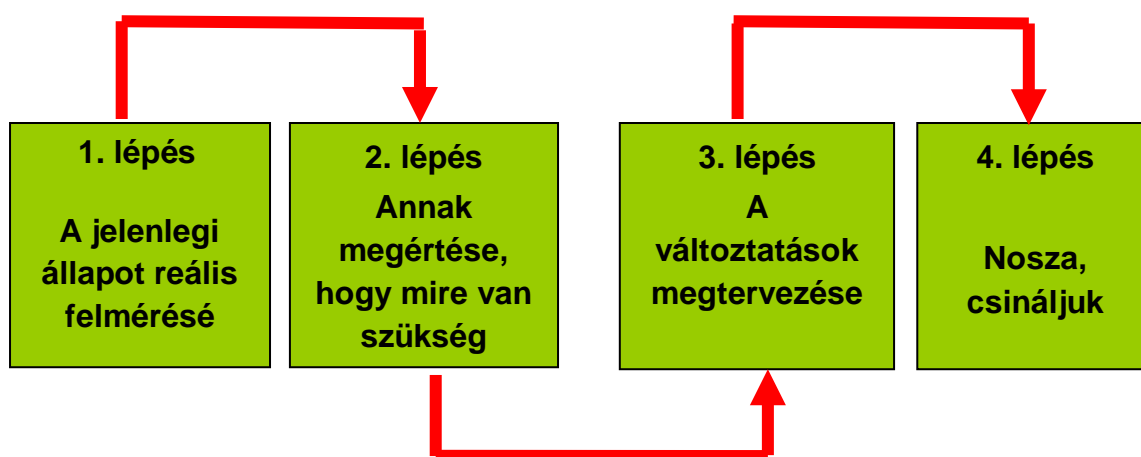 1. lépés
A jelenlegi
állapot reális
felmérésé
2. lépés
Annak
megértése,
hogy mire van
szükség
3. lépés
A
változtatások
megtervezése
4. lépés
Nosza,
csináljuk